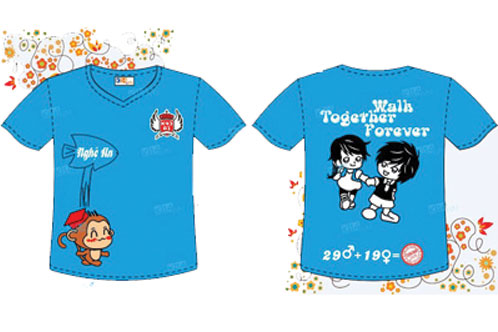 Nghệ An
Walk
Together
Forever
29♂+19♀=